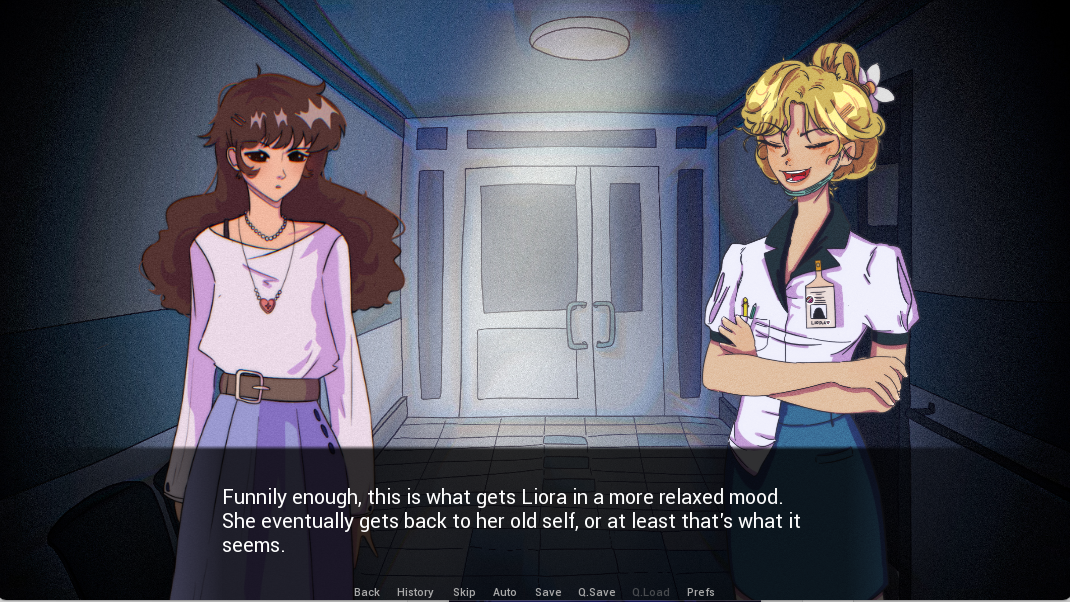 LIORA
Funnily enough, this is what gets Liora in a more relaxed mood.
She eventually gets back to her old self, or at least that's what it
seems.
Back History Skip Auto Save Q.Save Q.Load Prefs